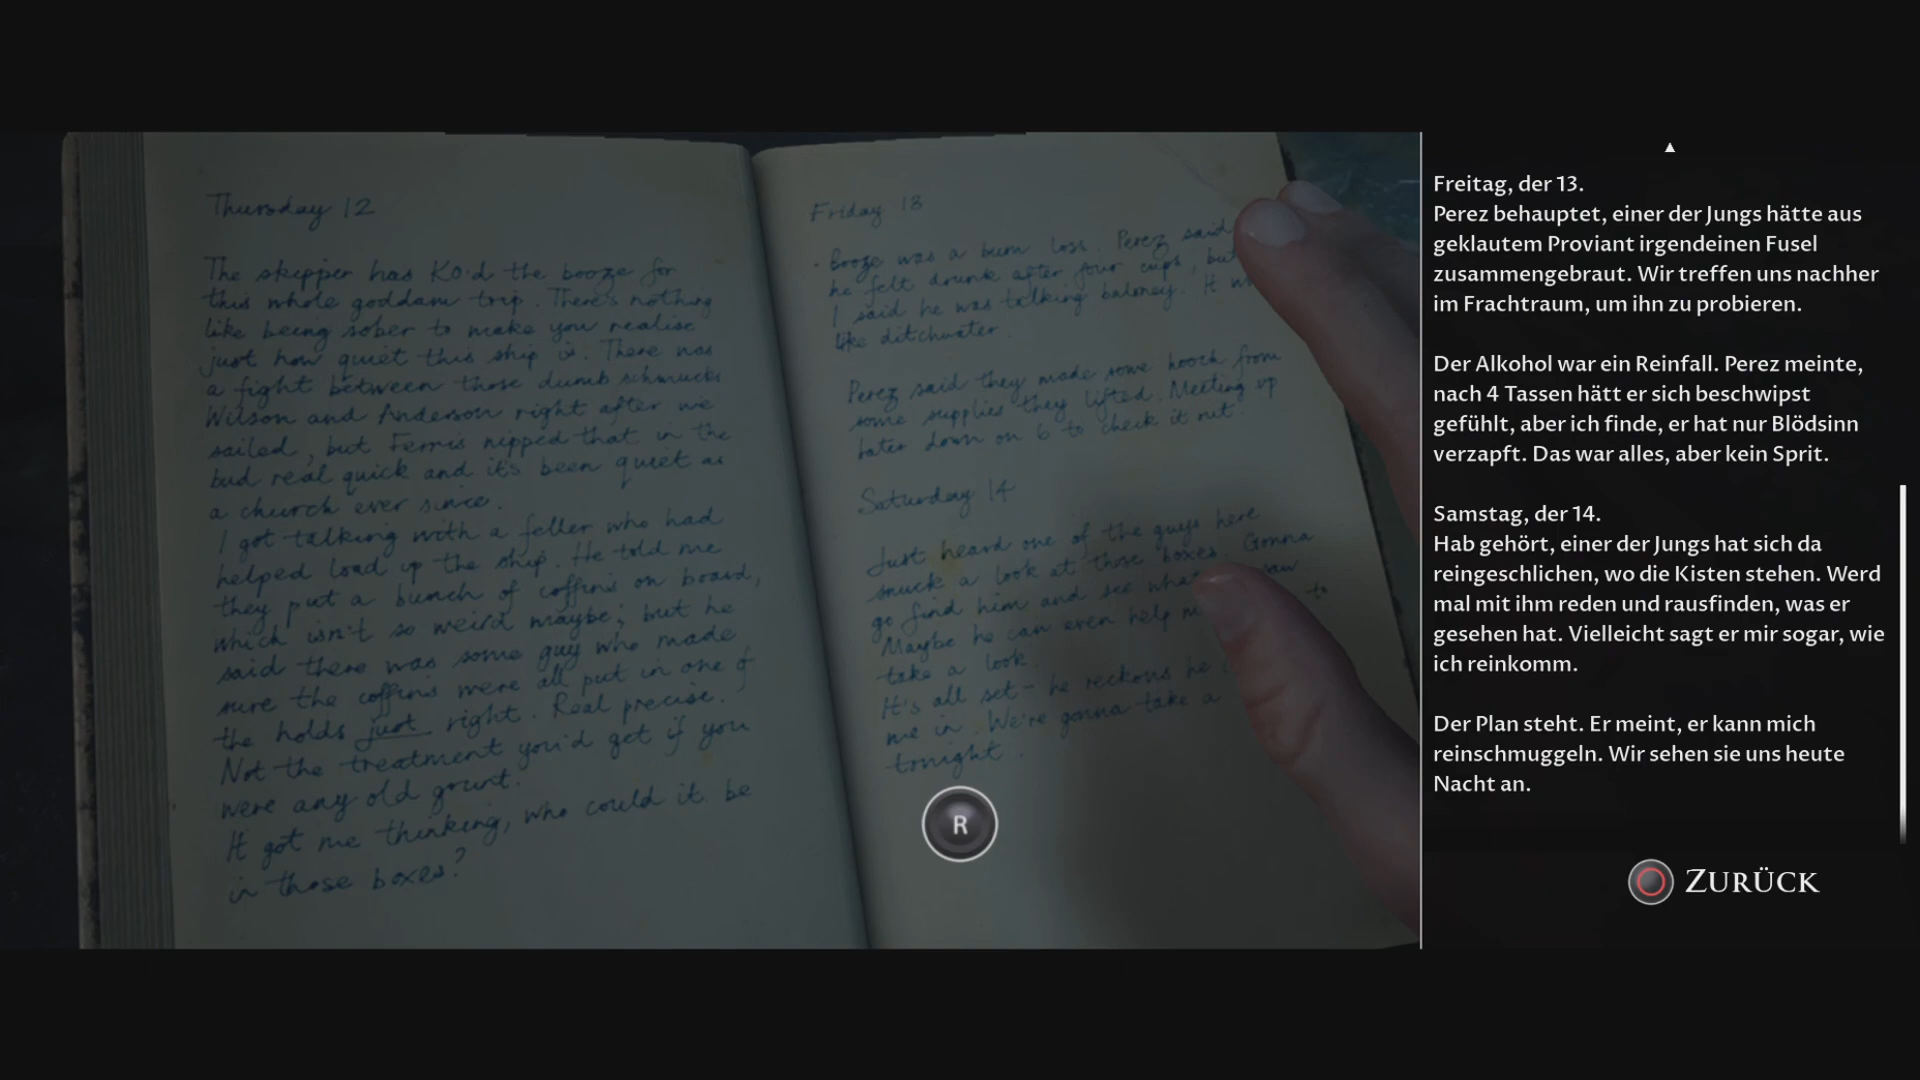 Thursday 12
The skipper has KO'd the booze for
this whole goddam trip. There's nothing
like being sober to make you realise
just how quiet this ship is. There was
a fight between those dumb schmucks
Wilson and Anderson right after we
sailed, but Ferris nipped that in the
bud real quick and it's been quiet as
a church ever since.
I got talking with a feller who had
helped load up the ship. He told me
they put a bunch of coffins on board,
which isn't so weird maybe, but he
said there was some guy who made
sure the coffins were all put in one of
the holds just right. Real precise.
Not the treatment you'd get if you
were any old grunt.
It got me thinking, who could it be
in those boxes?
Friday 13
Booze was a bum loss. Perez said
he felt drunk after four cups, but
I said he was talking baloney. It
like ditchwater.
Perez said they made some hooch from
some supplies they lifted. Meeting up
later down on 6 to check it out.
Saturday 14
Just heard one of the guys here
snuck a look at those boxes. Gonna
go find him and see what saw
Maybe he can even help to
take a look.
It's all set - he reckons he
me in. We're gonna take a
tonight.
R
Freitag, der 13.
Perez behauptet, einer der Jungs hätte aus
geklautem Proviant irgendeinen Fusel
zusammengebraut. Wir treffen uns nachher
im Frachtraum, um ihn zu probieren.
Der Alkohol war ein Reinfall. Perez meinte,
nach 4 Tassen hätt er sich beschwipst
gefühlt, aber ich finde, er hat nur Blödsinn
verzapft. Das war alles, aber kein Sprit.
Samstag, der 14.
Hab gehört, einer der Jungs hat sich da
reingeschlichen, wo die Kisten stehen. Werd
mal mit ihm reden und rausfinden, was er
gesehen hat. Vielleicht sagt er mir sogar, wie
ich reinkomm.
Der Plan steht. Er meint, er kann mich
reinschmuggeln. Wir sehen sie uns heute
Nacht an.
ZURÜCK